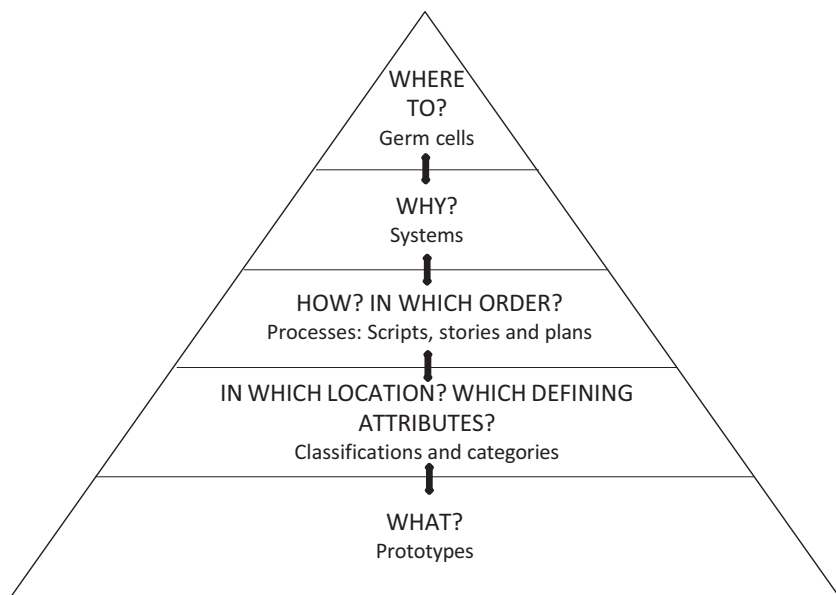 WHERE
TO?
Germ cells
WHY?
Systems
HOW? IN WHICH ORDER?
Processes: Scripts, stories and plans
IN WHICH LOCATION? WHICH DEFINING
ATTRIBUTES?
Classifications and categories
WHAT?
Prototypes